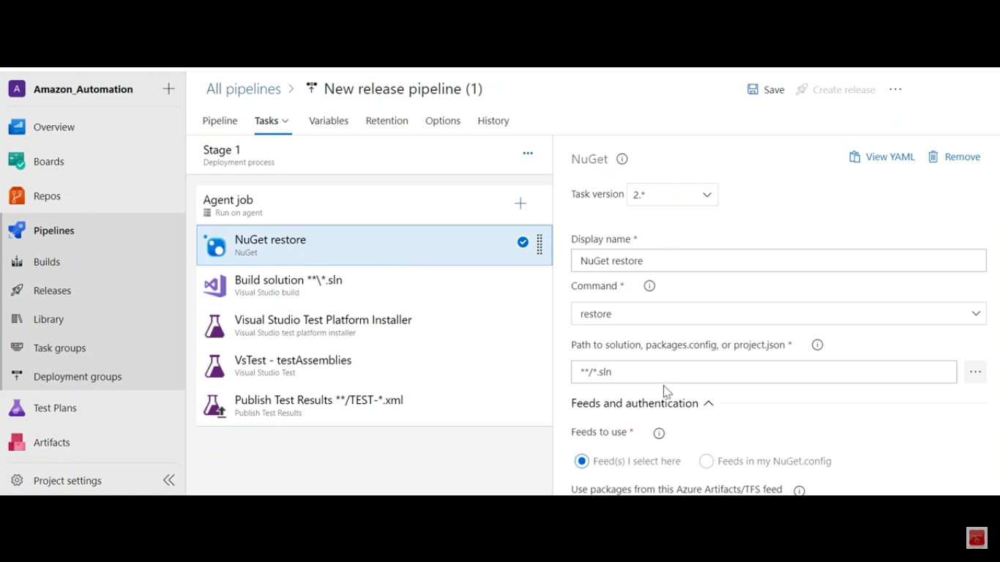 A Amazon_Automation
All pipelines > New release pipeline (1)
Save
Create release
Overview
Boards
Repos
Pipelines
Builds
Releases
Library
Task groups
Deployment groups
Test Plans
Artifacts
Project settings
Pipeline Tasks Variables Retention Options History
Stage 1
Deployment process
Agent job
Run on agent
NuGet restore
NuGet
Build solution **\*.sln
Visual Studio build
Visual Studio Test Platform Installer
Visual Studio test platform installer
VsTest - testAssemblies
Visual Studio Test
Publish Test Results **/TEST-*.xml
Publish Test Results
NuGet
View YAML
Remove
Task version 2.*
Display name *
NuGet restore
Command *
restore
Path to solution, packages.config, or project.json *
**/*.sln
Feeds and authentication
Feeds to use *
Feed(s) I select here
Feeds in my NuGet.config
Use packages from this Azure Artifacts/TFS feed